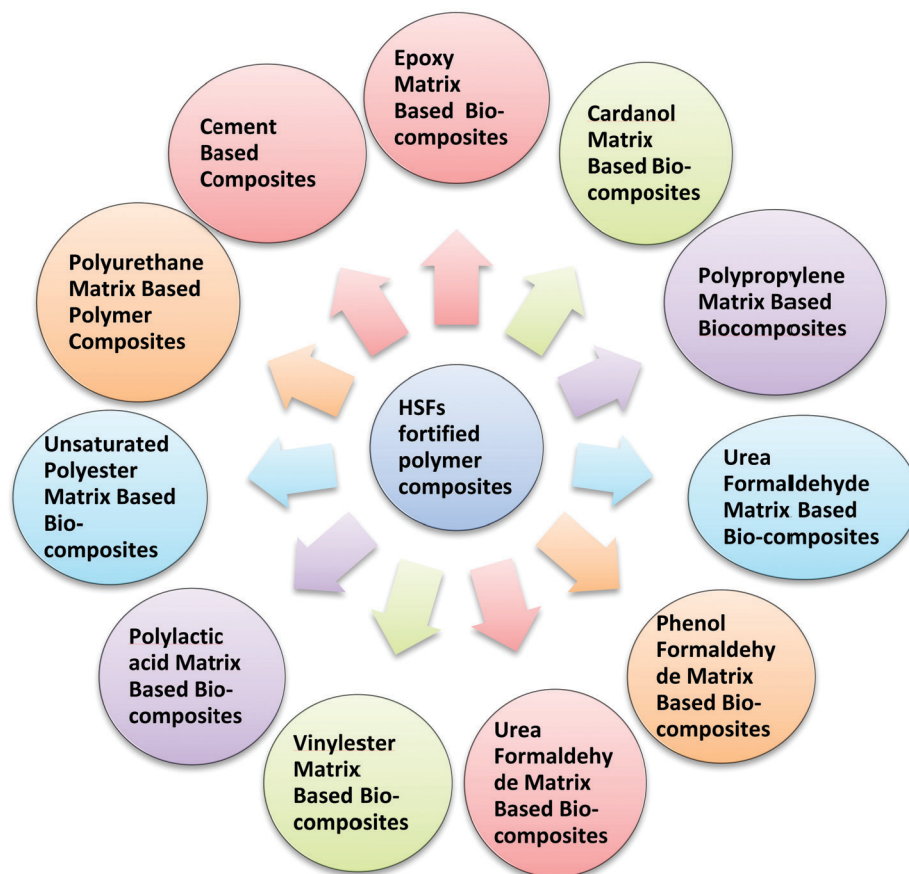 Epoxy
Matrix
Based Bio-
composites
Cardanol
Matrix
Based Bio-
composites
Polypropylene
Matrix Based
Biocomposites
Urea
Formaldehyde
Matrix Based
Bio-composites
Phenol
Formaldehy
de Matrix
Based Bio-
composites
Urea
Formaldehy
de Matrix
Based Bio-
composites
Vinylester
Matrix
Based Bio-
composites
Polylactic
acid Matrix
Based Bio-
composites
Unsaturated
Polyester
Matrix Based
Bio-
composites
Polyurethane
Matrix Based
Polymer
Composites
Cement
Based
Composites
HSFs
fortified
polymer
composites